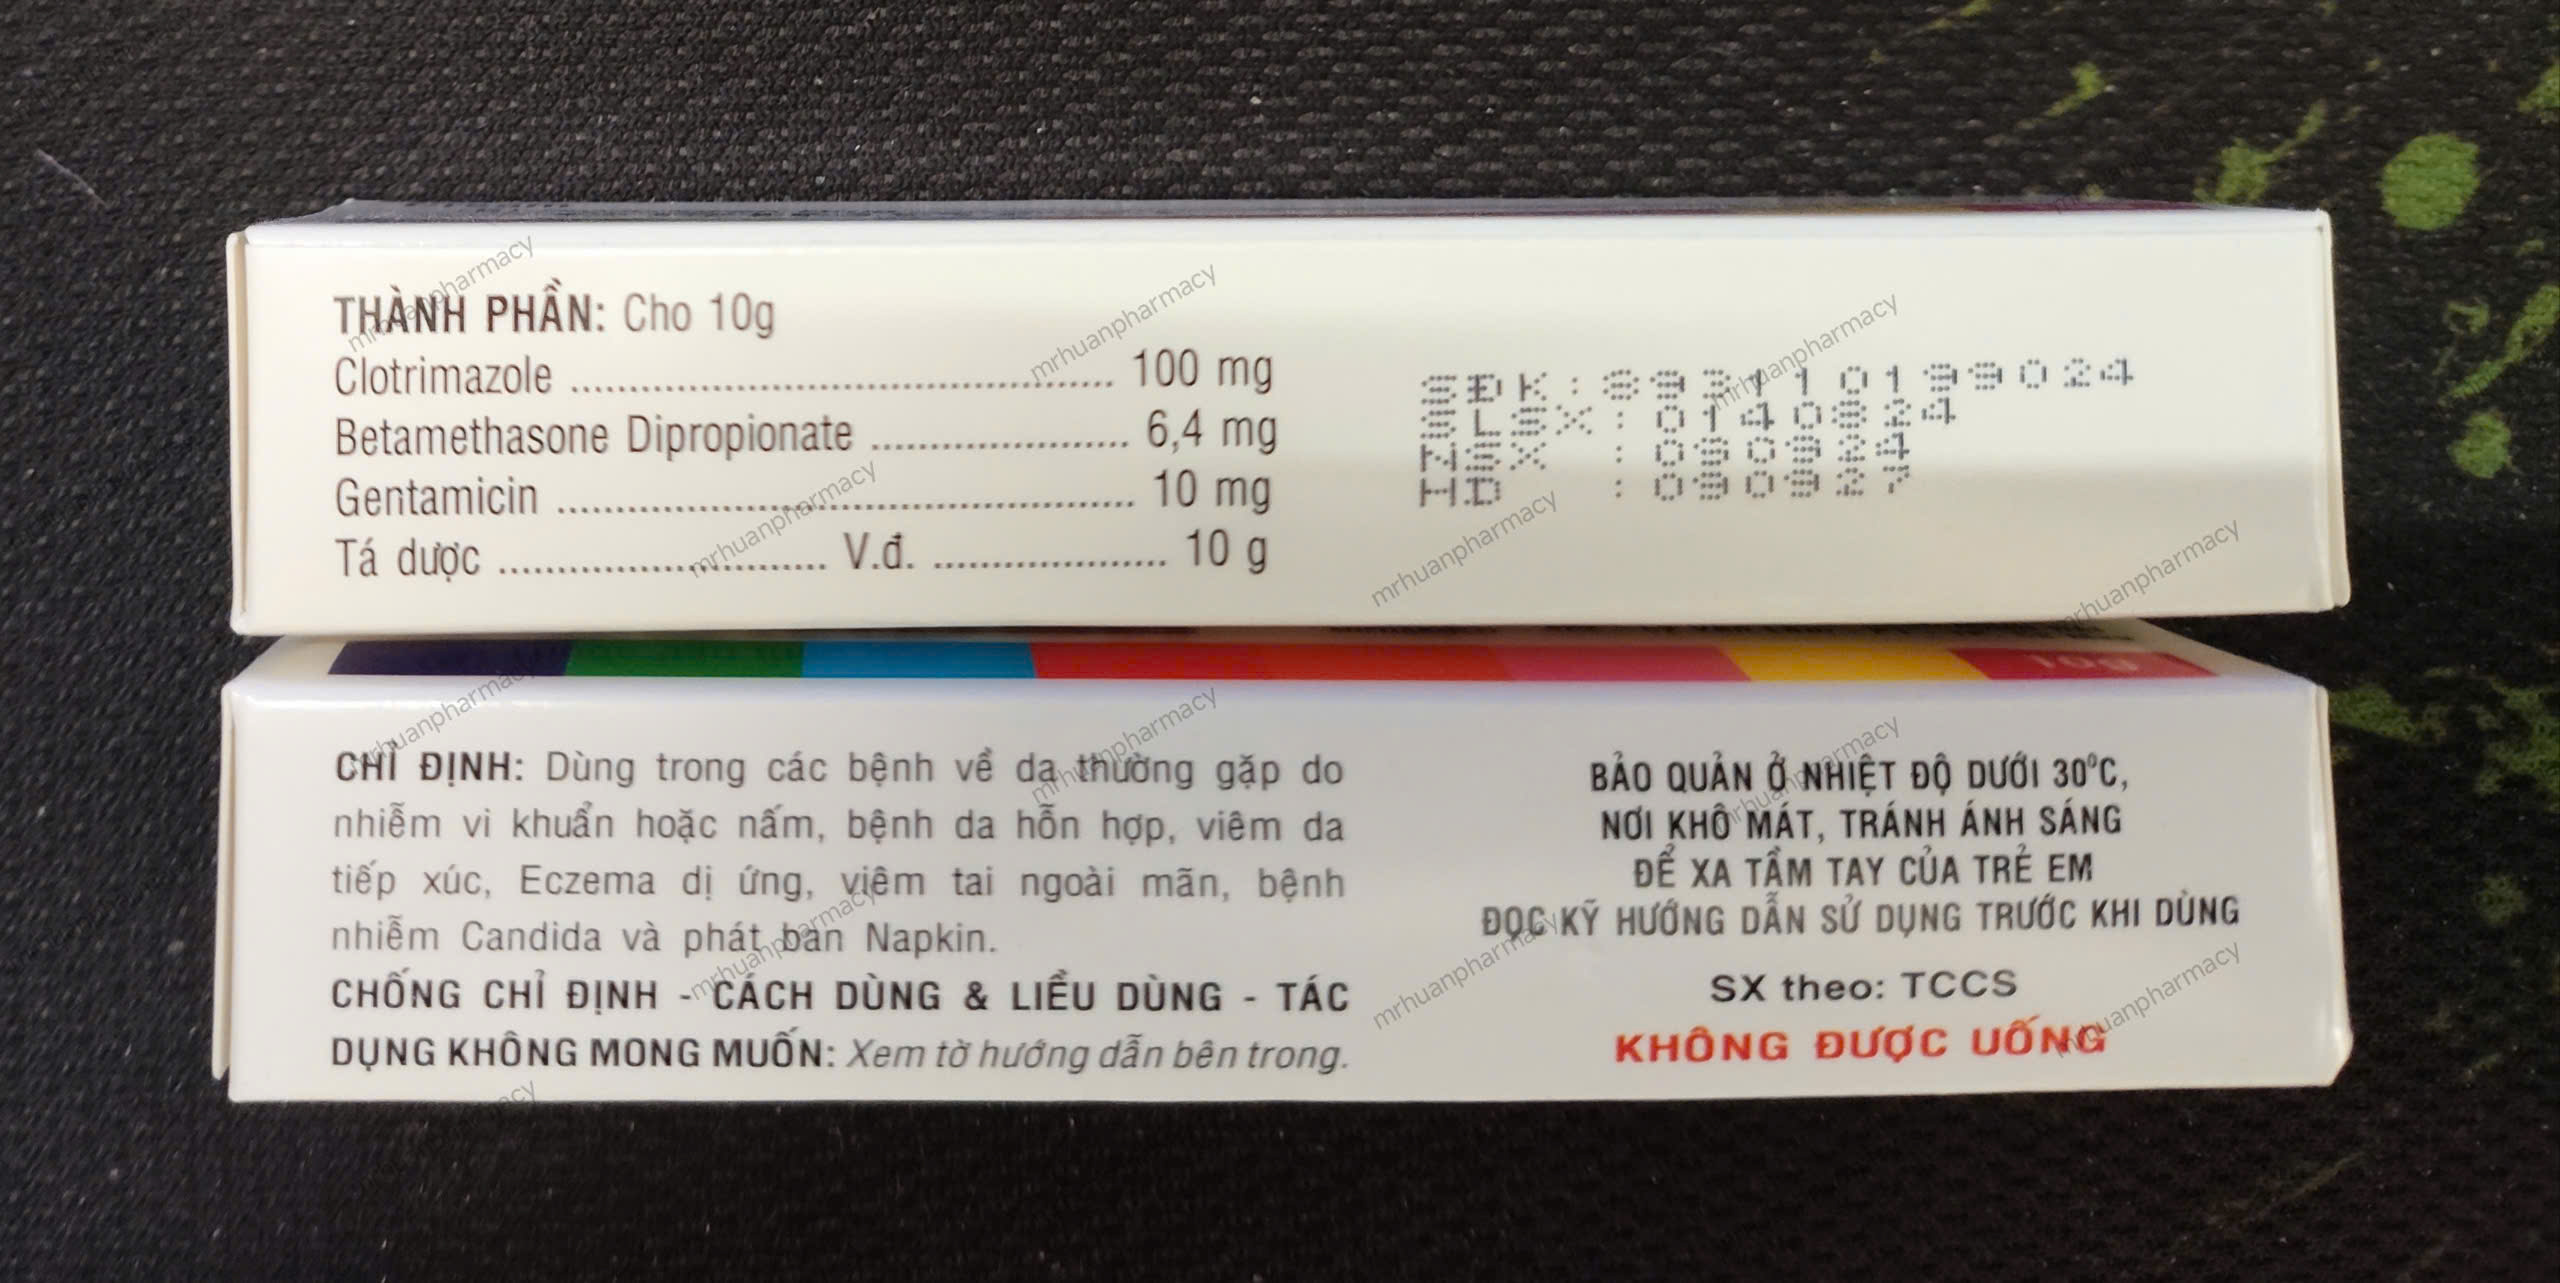 THÀNH PHẦN: Cho 10g
Clotrimazole ........................................ 100 mg
Betamethasone Dipropionate .................... 6,4 mg
Gentamicin ........................................ 10 mg
Tá dược ........................ V.đ. .................... 10 g
SĐK: 893110199024
SLSX: 0140824
NSX : 090924
HD : 090927
10g
CHỈ ĐỊNH: Dùng trong các bệnh về da thường gặp do
nhiễm vi khuẩn hoặc nấm, bệnh da hỗn hợp, viêm da
tiếp xúc, Eczema dị ứng, viêm tai ngoài mãn, bệnh
nhiễm Candida và phát ban Napkin.
CHỐNG CHỈ ĐỊNH - CÁCH DÙNG & LIỀU DÙNG - TÁC
DỤNG KHÔNG MONG MUỐN: Xem tờ hướng dẫn bên trong.
BẢO QUẢN Ở NHIỆT ĐỘ DƯỚI 30°C,
NƠI KHÔ MÁT, TRÁNH ÁNH SÁNG
ĐỂ XA TẦM TAY CỦA TRẺ EM
ĐỌC KỸ HƯỚNG DẪN SỬ DỤNG TRƯỚC KHI DÙNG
SX theo: TCCS
KHÔNG ĐƯỢC UỐNG
mrhuanpharmacy